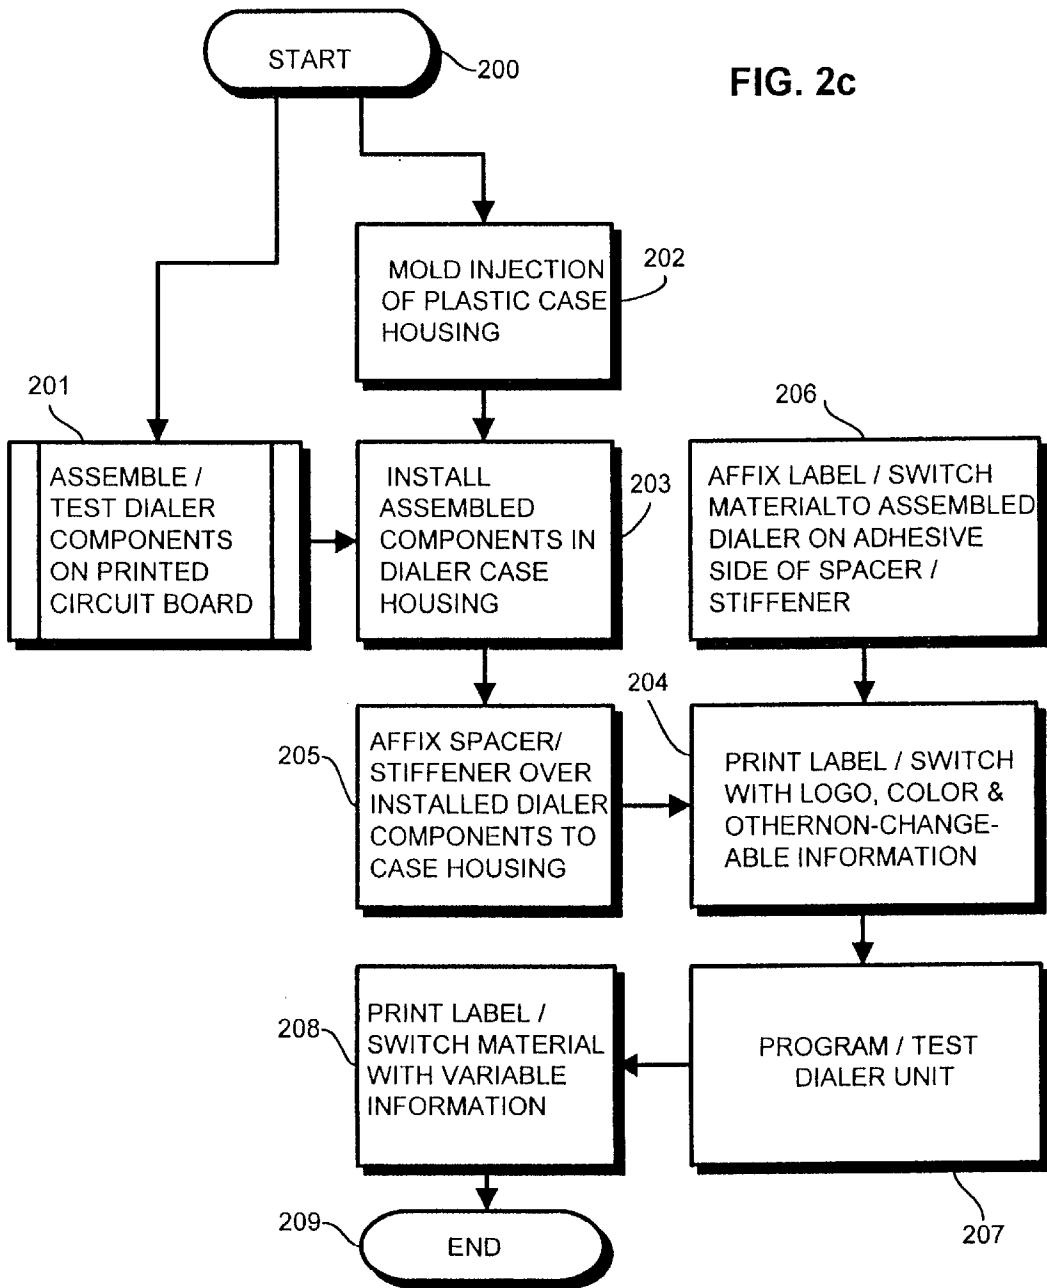 START
200
FIG. 2c
MOLD INJECTION
OF PLASTIC CASE
HOUSING
202
201
ASSEMBLE /
TEST DIALER
COMPONENTS
ON PRINTED
CIRCUIT BOARD
INSTALL
ASSEMBLED
COMPONENTS IN
DIALER CASE
HOUSING
203
206
AFFIX LABEL / SWITCH
MATERIALTO ASSEMBLED
DIALER ON ADHESIVE
SIDE OF SPACER /
STIFFENER
205
AFFIX SPACER/
STIFFENER OVER
INSTALLED DIALER
COMPONENTS TO
CASE HOUSING
204
PRINT LABEL / SWITCH
WITH LOGO, COLOR &
OTHERNON-CHANGE-
ABLE INFORMATION
208
PRINT LABEL /
SWITCH MATERIAL
WITH VARIABLE
INFORMATION
PROGRAM / TEST
DIALER UNIT
207
209
END